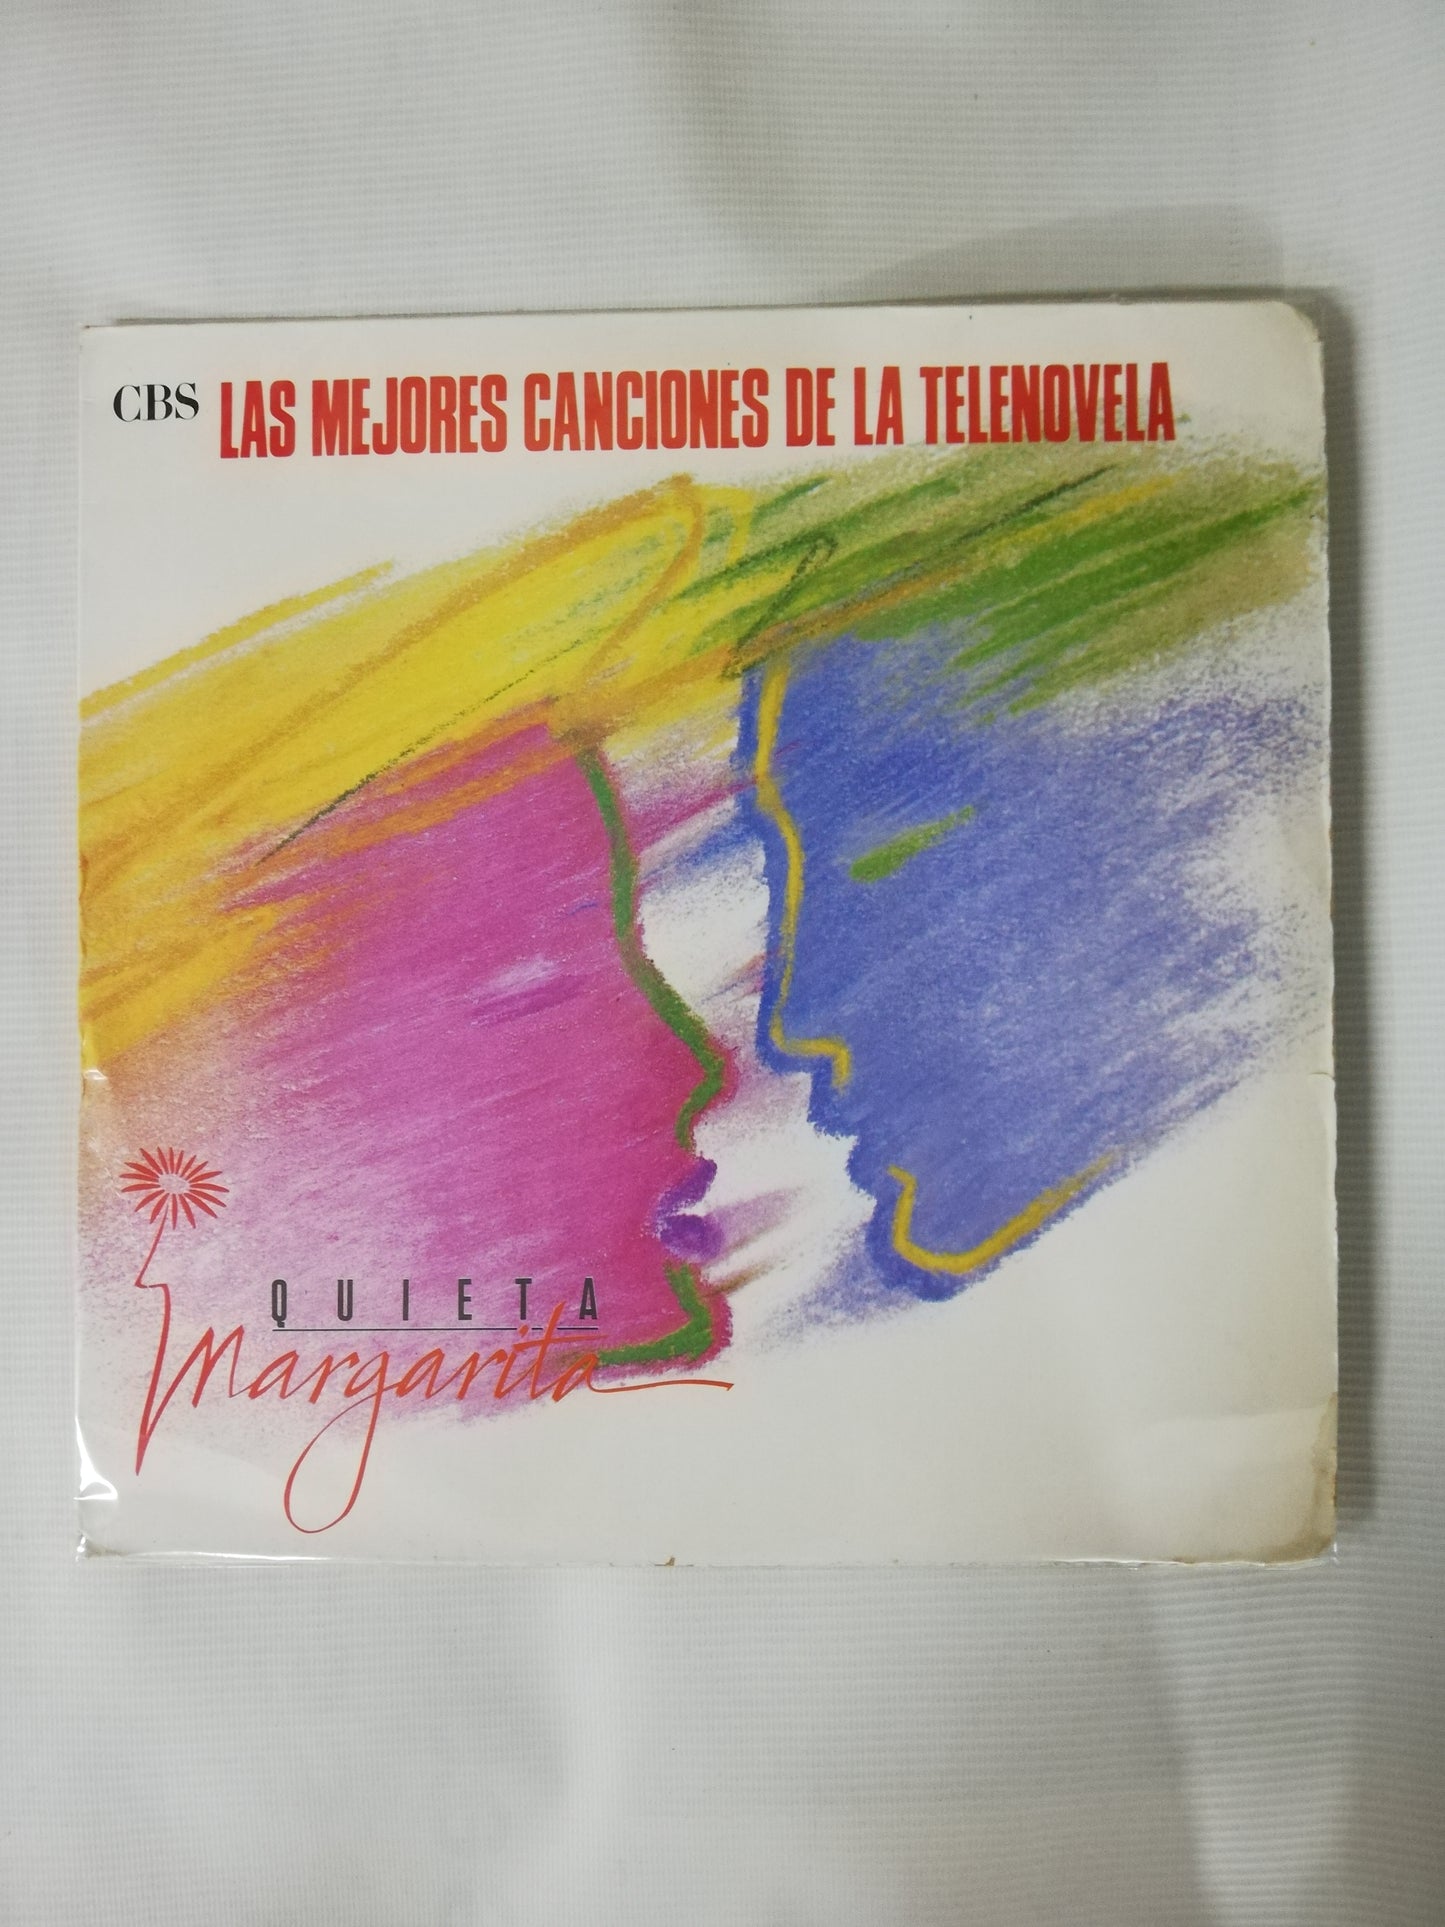 CBS LAS MEJORES CANCIONES DE LA TELENOVELA
QUIETA
Margarita